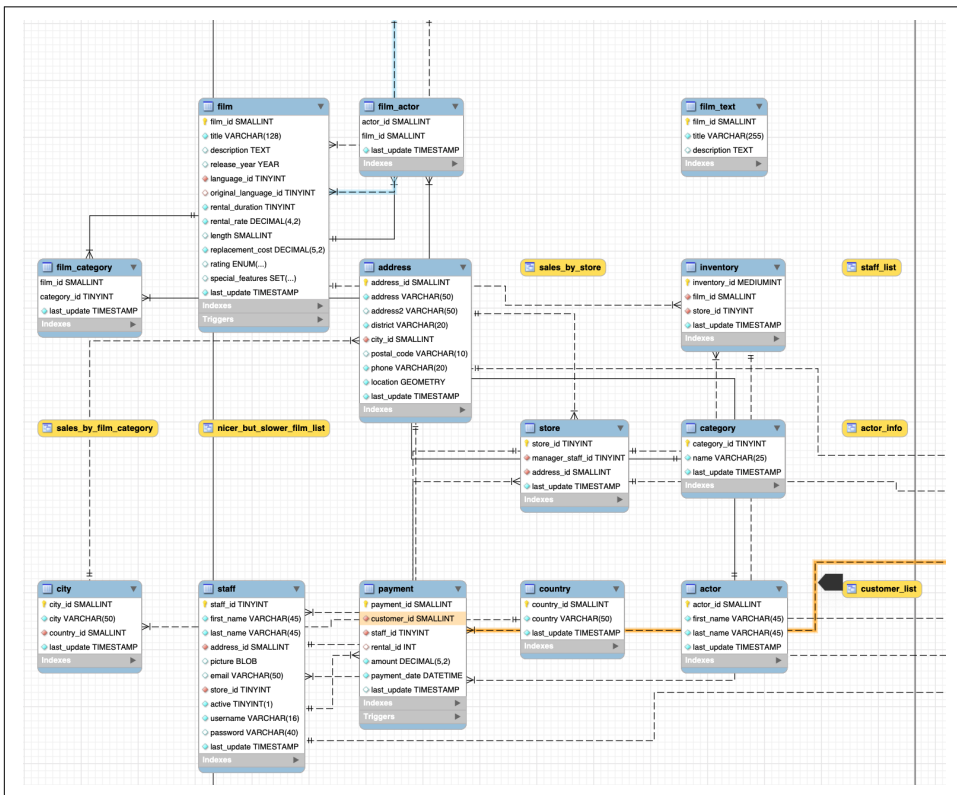 film
film_id SMALLINT
title VARCHAR(128)
description TEXT
release_year YEAR
language_id TINYINT
original_language_id TINYINT
rental_duration TINYINT
rental_rate DECIMAL(4,2)
length SMALLINT
replacement_cost DECIMAL(5,2)
rating ENUM(...)
special_features SET(...)
last_update TIMESTAMP
Indexes
Triggers
film_actor
actor_id SMALLINT
film_id SMALLINT
last_update TIMESTAMP
Indexes
film_text
film_id SMALLINT
title VARCHAR(255)
description TEXT
Indexes
film_category
film_id SMALLINT
category_id TINYINT
last_update TIMESTAMP
Indexes
address
address_id SMALLINT
address VARCHAR(50)
address2 VARCHAR(50)
district VARCHAR(20)
city_id SMALLINT
postal_code VARCHAR(10)
phone VARCHAR(20)
location GEOMETRY
last_update TIMESTAMP
Indexes
sales_by_store
inventory
inventory_id MEDIUMINT
film_id SMALLINT
store_id TINYINT
last_update TIMESTAMP
Indexes
staff_list
sales_by_film_category
nicer_but_slower_film_list
store
store_id TINYINT
manager_staff_id TINYINT
address_id SMALLINT
last_update TIMESTAMP
Indexes
category
category_id TINYINT
name VARCHAR(25)
last_update TIMESTAMP
Indexes
actor_info
city
city_id SMALLINT
city VARCHAR(50)
country_id SMALLINT
last_update TIMESTAMP
Indexes
staff
staff_id TINYINT
first_name VARCHAR(45)
last_name VARCHAR(45)
address_id SMALLINT
picture BLOB
email VARCHAR(50)
store_id TINYINT
active TINYINT(1)
username VARCHAR(16)
password VARCHAR(40)
last_update TIMESTAMP
Indexes
payment
payment_id SMALLINT
customer_id SMALLINT
staff_id TINYINT
rental_id INT
amount DECIMAL(5,2)
payment_date DATETIME
last_update TIMESTAMP
Indexes
Triggers
country
country_id SMALLINT
country VARCHAR(50)
last_update TIMESTAMP
Indexes
actor
actor_id SMALLINT
first_name VARCHAR(45)
last_name VARCHAR(45)
last_update TIMESTAMP
Indexes
customer_list